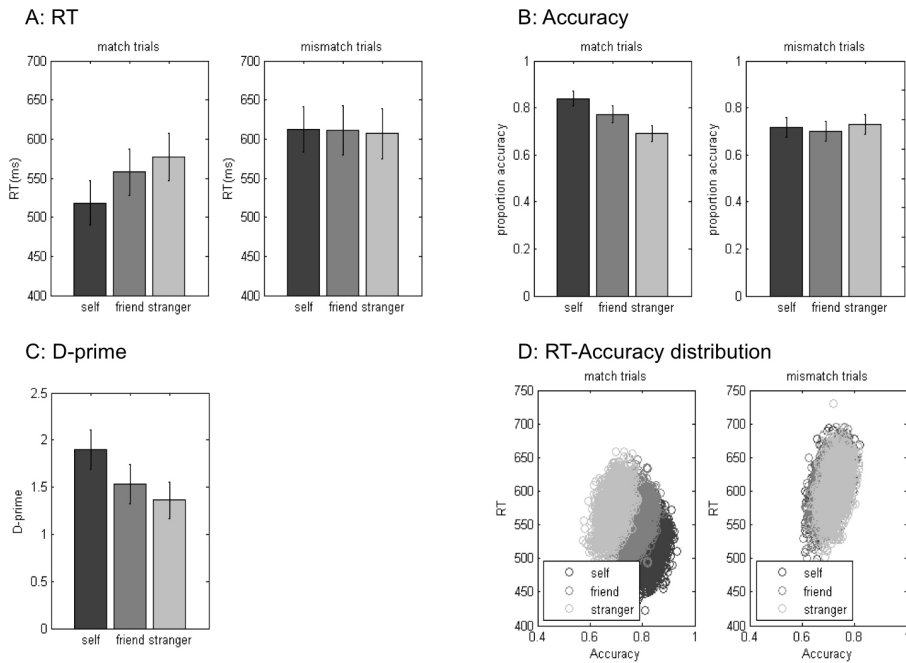 A: RT
match trials
mismatch trials
700
650
600
550
500
450
400
RT(ms)
self friend stranger
700
650
600
550
500
450
400
RT(ms)
self friend stranger
B: Accuracy
match trials
mismatch trials
1
0.8
0.6
0.4
0.2
0
proportion accuracy
self friend stranger
1
0.8
0.6
0.4
0.2
0
proportion accuracy
self friend stranger
C: D-prime
2.5
2
1.5
1
0.5
0
D-prime
self friend stranger
D: RT-Accuracy distribution
match trials
mismatch trials
750
700
650
600
550
500
450
400
RT
self
friend
stranger
0.4 0.6 0.8 1
Accuracy
750
700
650
600
550
500
450
400
RT
self
friend
stranger
0.4 0.6 0.8 1
Accuracy